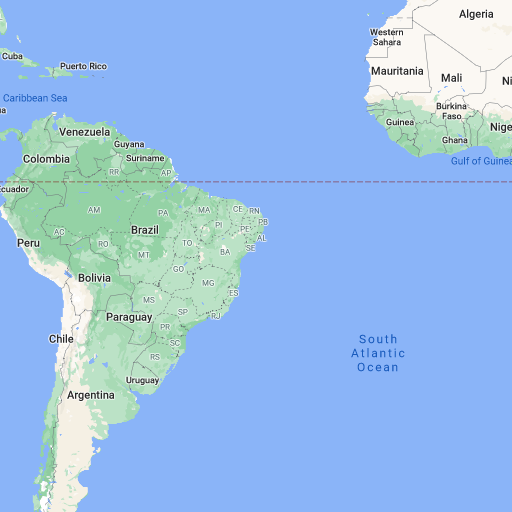 Algeria
Western
Sahara
Cuba
Puerto Rico
Mauritania
Mali
Ni
Caribbean Sea
Burkina
Faso
Guinea
Nige
Ghana
Venezuela
Guyana
Gulf of Guinea
Colombia
Suriname
RR
AP
Ecuador
AM
PA
MA
CE
RN
PB
PI
PE
AL
AC
Brazil
Peru
RO
TO
SE
MT
BA
GO
Bolivia
MG
ES
MS
SP
RJ
Paraguay
PR
Chile
SC
South
Atlantic
Ocean
RS
Uruguay
Argentina